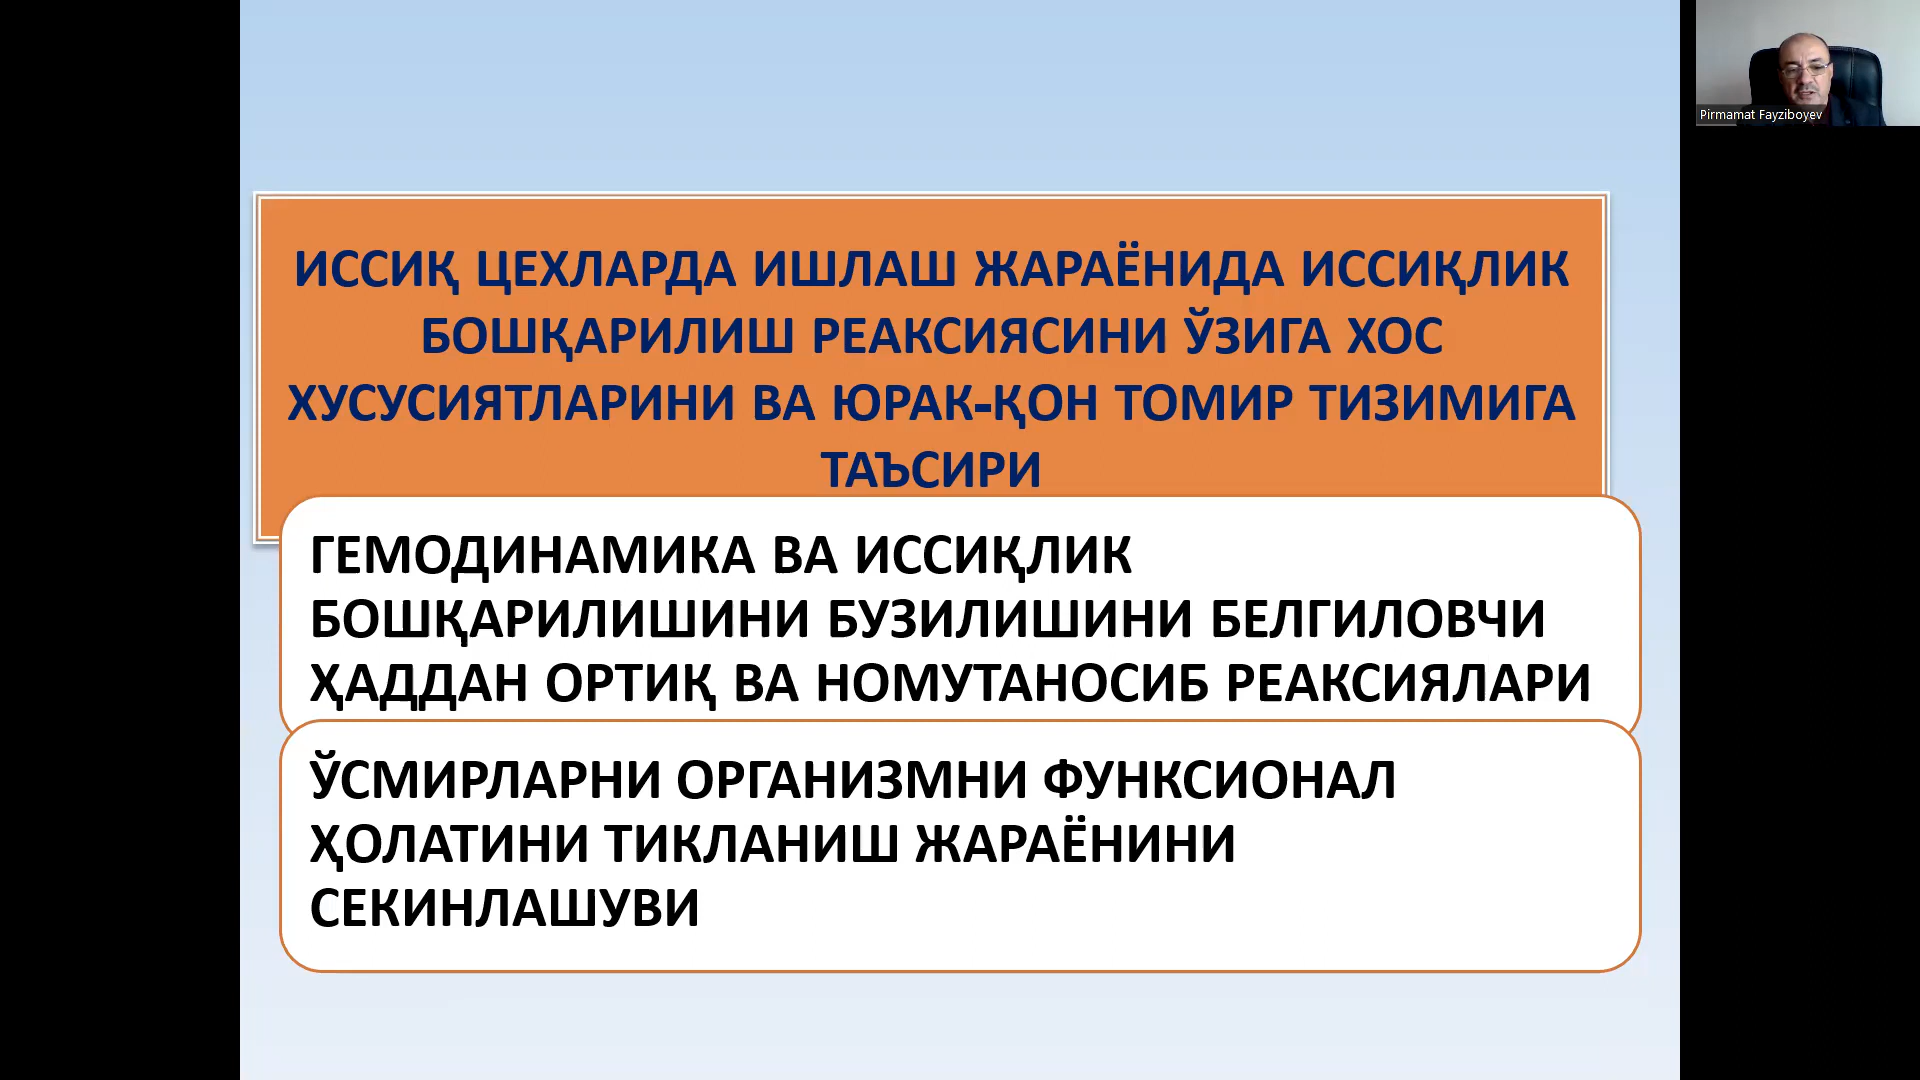 Pirmamat Fayziboyev
ИССИҚ ЦЕХЛАРДА ИШЛАШ ЖАРАЁНИДА ИССИҚЛИК
БОШҚАРИЛИШ РЕАКСИЯСИНИ ЎЗИГА ХОС
ХУСУСИЯТЛАРИНИ ВА ЮРАК-ҚОН ТОМИР ТИЗИМИГА
ТАЪСИРИ
ГЕМОДИНАМИКА ВА ИССИҚЛИК
БОШҚАРИЛИШИНИ БУЗИЛИШИНИ БЕЛГИЛОВЧИ
ҲАДДАН ОРТИҚ ВА НОМУТАНОСИБ РЕАКСИЯЛАРИ
ЎСМИРЛАРНИ ОРГАНИЗМНИ ФУНКСИОНАЛ
ҲОЛАТИНИ ТИКЛАНИШ ЖАРАЁНИНИ
СЕКИНЛАШУВИ